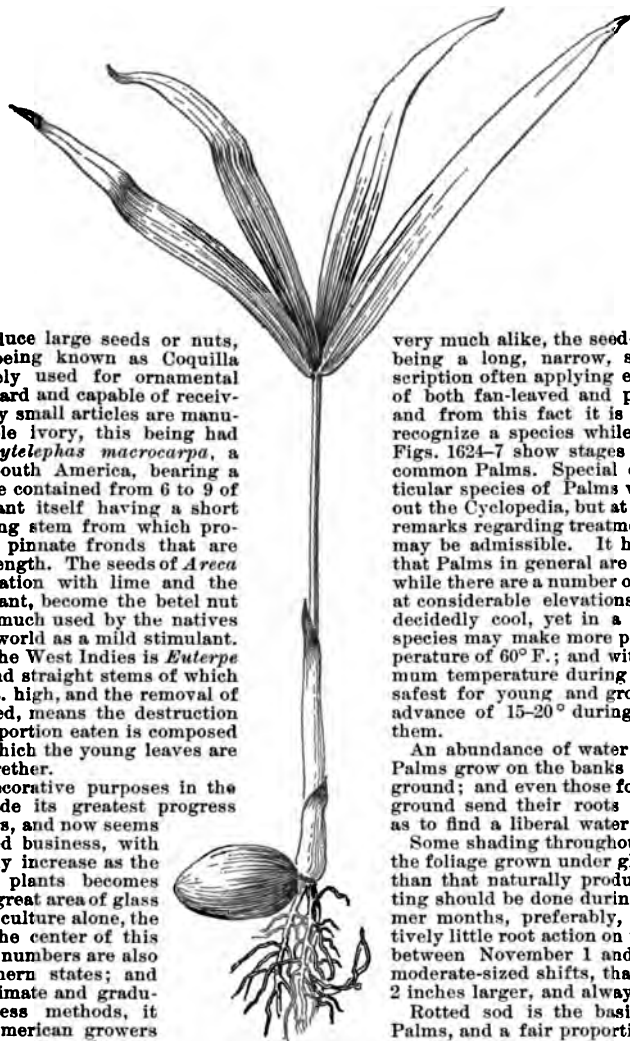 luce large seeds or nuts,
being known as Coquilla
ely used for ornamental
ard and capable of receiv-
y small articles are manu-
le ivory, this being had
ytelephas macrocarpa, a
outh America, bearing a
e contained from 6 to 9 of
ant itself having a short
ng stem from which pro-
pinnate fronds that are
ength. The seeds of Areca
ation with lime and the
ant, become the betel nut
much used by the natives
world as a mild stimulant.
he West Indies is Euterpe
nd straight stems of which
. high, and the removal of
ed, means the destruction
portion eaten is composed
hich the young leaves are
ether.
ecorative purposes in the
de its greatest progress
s, and now seems
ed business, with
y increase as the
plants becomes
great area of glass
culture alone, the
he center of this
numbers are also
hern states; and
imate and gradu-
ess methods, it
merican growers
very much alike, the seed-
being a long, narrow, s
scription often applying e
of both fan-leaved and p
and from this fact it is
recognize a species while
Figs. 1624–7 show stages
common Palms. Special c
ticular species of Palms v
out the Cyclopedia, but at
remarks regarding treatme
may be admissible. It h
that Palms in general are
while there are a number o
at considerable elevations
decidedly cool, yet in a
species may make more p
perature of 60° F.; and wit
mum temperature during
safest for young and gro
advance of 15–20° during
them.
An abundance of water
Palms grow on the banks
ground; and even those fo
ground send their roots
as to find a liberal water
Some shading throughou
the foliage grown under gl
than that naturally produ
ting should be done durin
mer months, preferably,
tively little root action on
between November 1 and
moderate-sized shifts, tha
2 inches larger, and alway
Rotted sod is the basi
Palms, and a fair proporti